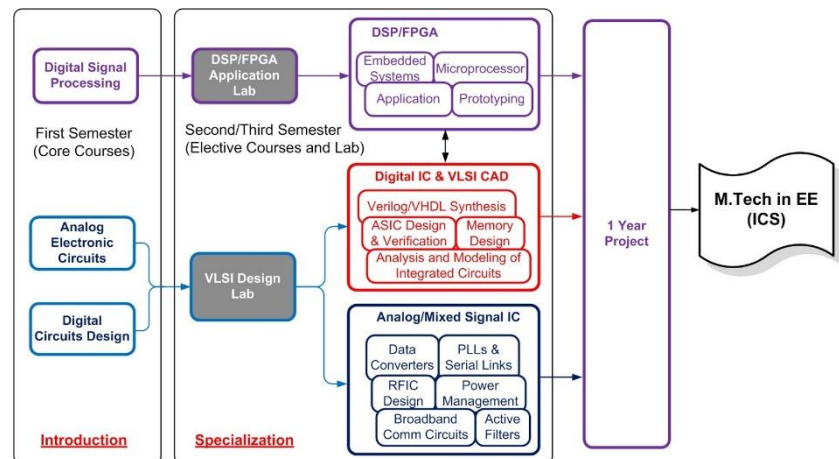 Digital Signal
Processing
First Semester
(Core Courses)
Analog
Electronic
Circuits
Digital
Circuits Design
Introduction
DSP/FPGA
Application
Lab
Second/Third Semester
(Elective Courses and Lab)
VLSI Design
Lab
Specialization
DSP/FPGA
Embedded
Systems
Microprocessor
Application
Prototyping
Digital IC & VLSI CAD
Verilog/VHDL Synthesis
ASIC Design
& Verification
Memory
Design
Analysis and Modeling of
Integrated Circuits
Analog/Mixed Signal IC
Data
Converters
PLLs &
Serial Links
RFIC
Design
Power
Management
Broadband
Comm Circuits
Active
Filters
1 Year
Project
M.Tech in EE
(ICS)